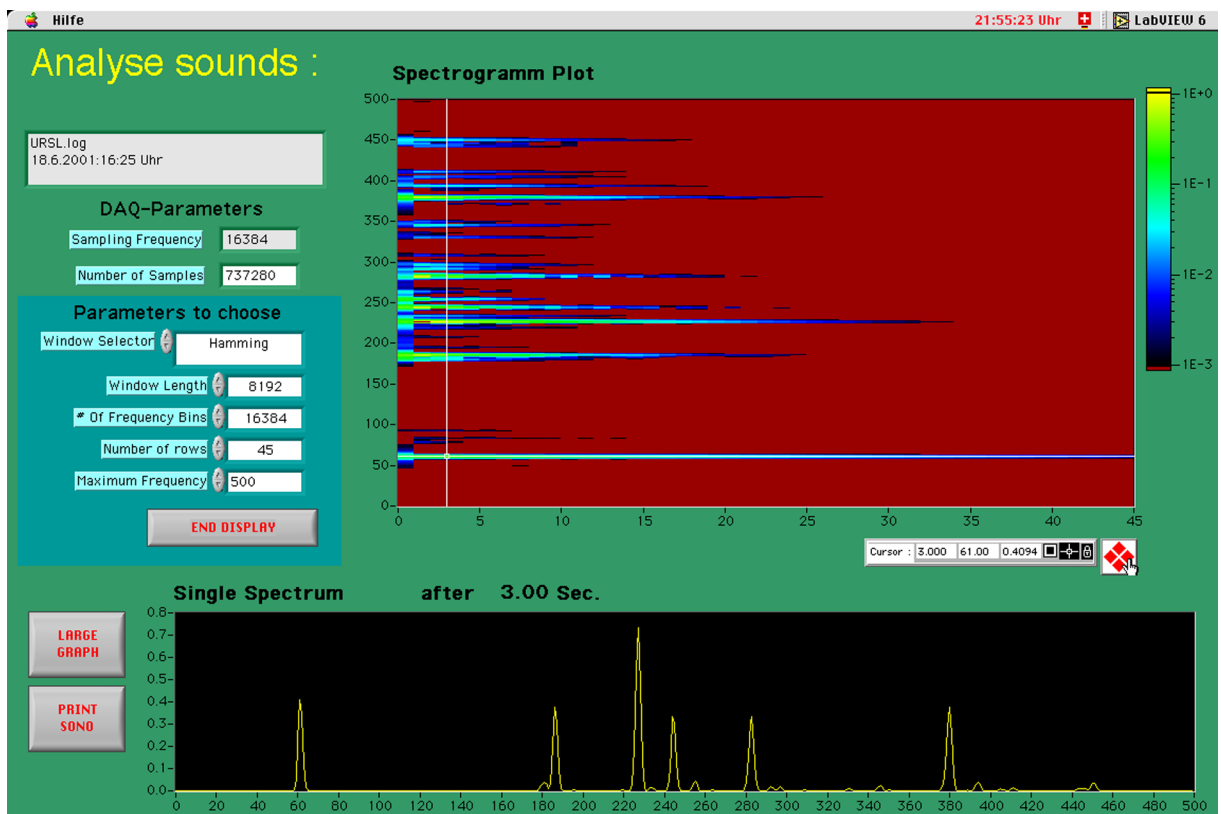 Hilfe
21:55:23 Uhr
LabVIEW 6
Analyse sounds :
URSL.log
18.6.2001:16:25 Uhr
DAQ-Parameters
Sampling Frequency 16384
Number of Samples 737280
Parameters to choose
Window Selector Hamming
Window Length 8192
# Of Frequency Bins 16384
Number of rows 45
Maximum Frequency 500
END DISPLAY
Spectrogramm Plot
500-
450-
400-
350-
300-
250-
200-
150-
100-
50-
0-
0 5 10 15 20 25 30 35 40 45
1E+0
1E-1
1E-2
1E-3
Cursor : 3.000 61.00 0.4094
Single Spectrum after 3.00 Sec.
LARGE
GRAPH
PRINT
SONO
0.8-
0.7-
0.6-
0.5-
0.4-
0.3-
0.2-
0.1-
0.0-
0 20 40 60 80 100 120 140 160 180 200 220 240 260 280 300 320 340 360 380 400 420 440 460 480 500